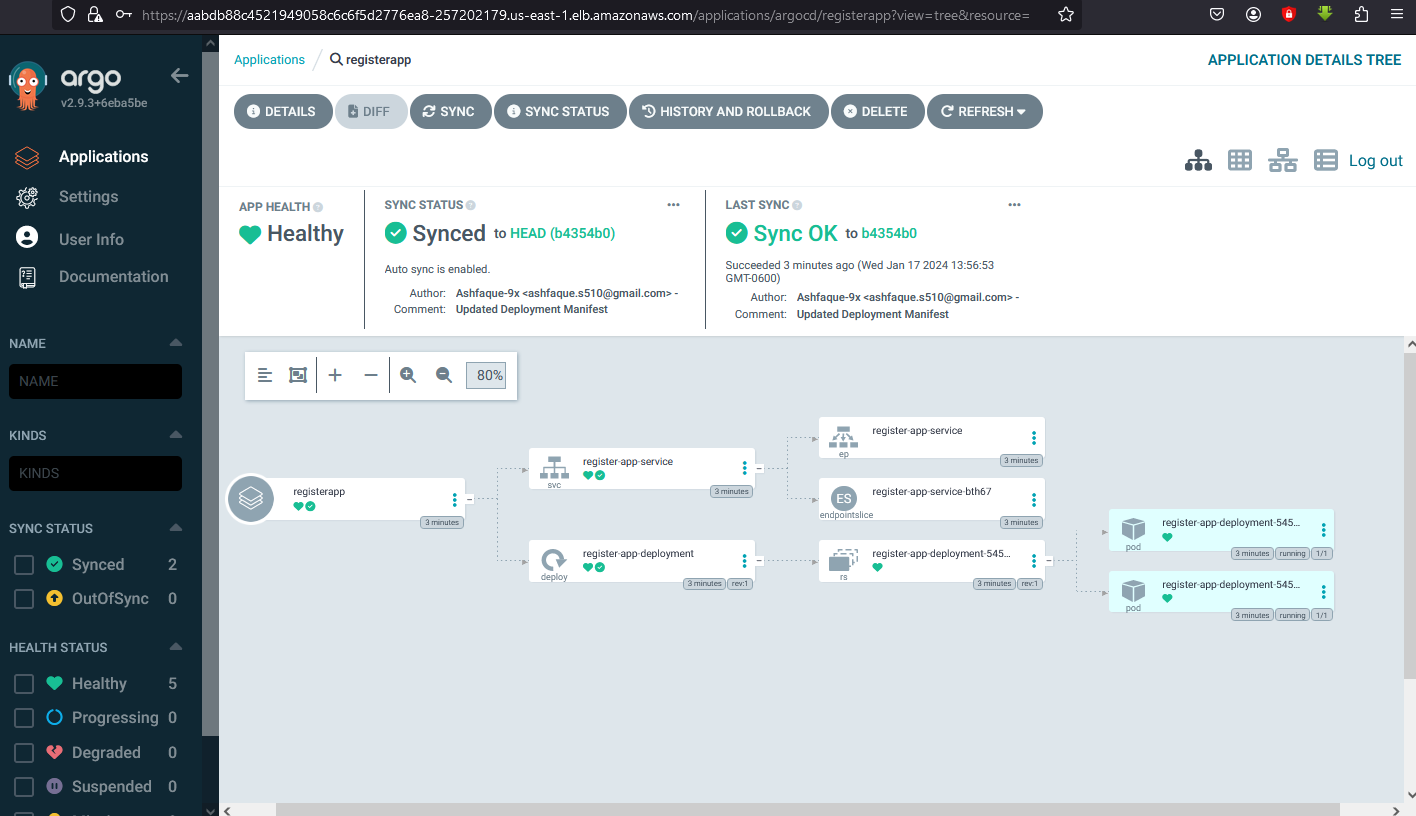 https://aabdb88c4521949058c6c6f5d2776ea8-257202179.us-east-1.elb.amazonaws.com/applications/argocd/registerapp?view=tree&resource=
argo
v2.9.3+6eba5be
Applications
Settings
User Info
Documentation
NAME
NAME
KINDS
KINDS
SYNC STATUS
Synced 2
OutOfSync 0
HEALTH STATUS
Healthy 5
Progressing 0
Degraded 0
Suspended 0
Applications / registerapp
APPLICATION DETAILS TREE
DETAILS DIFF SYNC SYNC STATUS HISTORY AND ROLLBACK DELETE REFRESH
Log out
APP HEALTH
Healthy
SYNC STATUS
Synced to HEAD (b4354b0)
Auto sync is enabled.
Author: Ashfaque-9x <ashfaque.s510@gmail.com> -
Comment: Updated Deployment Manifest
LAST SYNC
Sync OK to b4354b0
Succeeded 3 minutes ago (Wed Jan 17 2024 13:56:53
GMT-0600)
Author: Ashfaque-9x <ashfaque.s510@gmail.com> -
Comment: Updated Deployment Manifest
80%
registerapp
3 minutes
register-app-service
svc
3 minutes
register-app-deployment
deploy
3 minutes rev:1
register-app-service
ep
3 minutes
ES
register-app-service-bth67
endpointslice
3 minutes
register-app-deployment-545...
rs
3 minutes rev:1
register-app-deployment-545...
pod
3 minutes running 1/1
register-app-deployment-545...
pod
3 minutes running 1/1